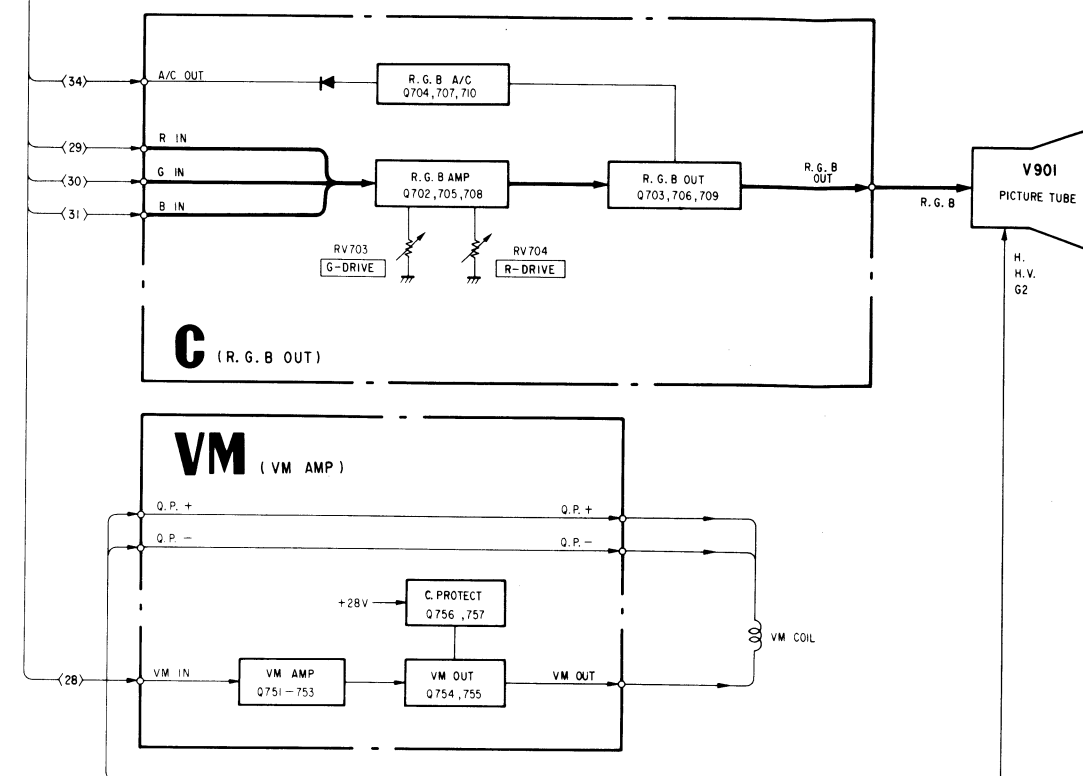 A/C OUT
R.G.B A/C
Q704,707,710
<34>
R IN
<29>
G IN
<30>
B IN
<31>
R.G.B AMP
Q702,705,708
R.G.B OUT
Q703,706,709
R.G.B
OUT
R.G.B
V901
PICTURE TUBE
RV703
G-DRIVE
RV704
R-DRIVE
H.
H.V.
G2
C (R.G.B OUT)
VM (VM AMP)
Q.P. +
Q.P. +
Q.P. −
Q.P. −
+28V
C. PROTECT
Q756 ,757
VM COIL
<28>
VM IN
VM AMP
Q751-753
VM OUT
Q754,755
VM OUT